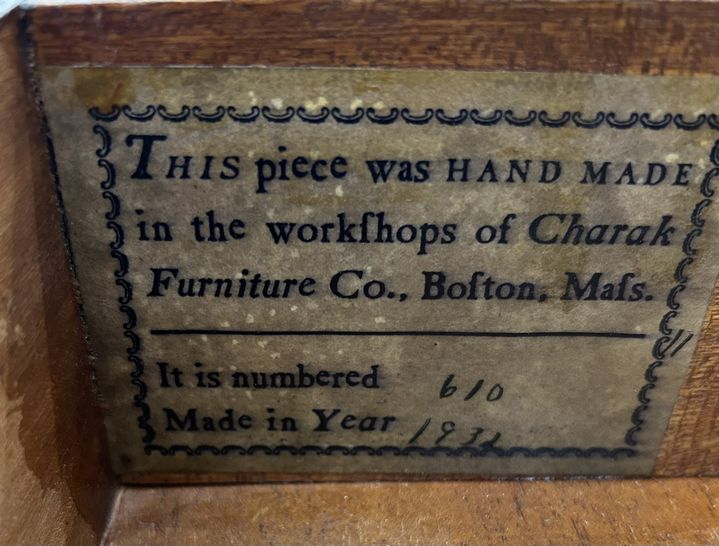 THIS piece was HAND MADE
in the workſhops of Charak
Furniture Co., Boſton, Maſs.
11
It is numbered 610
Made in Year